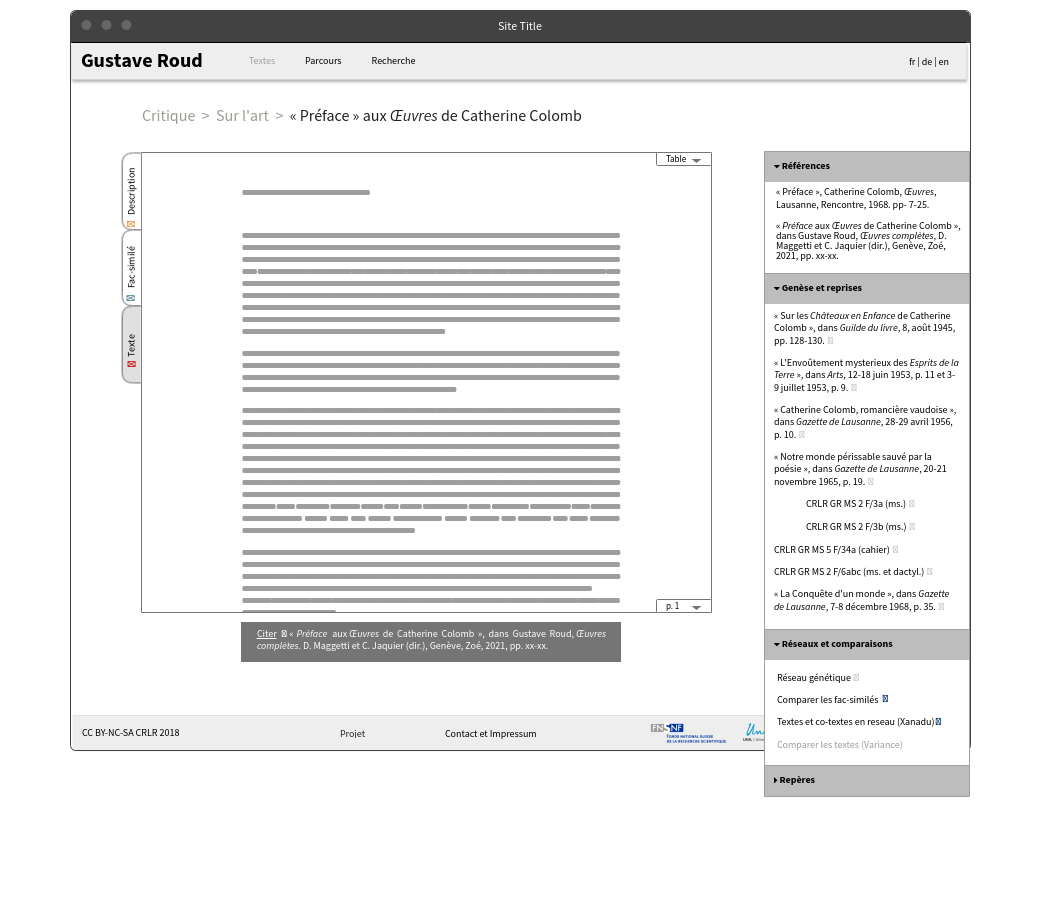 Site Title
Gustave Roud
Textes
Parcours
Recherche
fr | de | en
Critique > Sur l'art > « Préface » aux Œuvres de Catherine Colomb
Description
Fac-similé
Texte
Table
p. 1
Citer « Préface aux Œuvres de Catherine Colomb », dans Gustave Roud, Œuvres
complètes. D. Maggetti et C. Jaquier (dir.), Genève, Zoé, 2021, pp. xx-xx.
Références
« Préface », Catherine Colomb, Œuvres,
Lausanne, Rencontre, 1968. pp- 7-25.
« Préface aux Œuvres de Catherine Colomb »,
dans Gustave Roud, Œuvres complètes, D.
Maggetti et C. Jaquier (dir.), Genève, Zoé,
2021, pp. xx-xx.
Genèse et reprises
« Sur les Châteaux en Enfance de Catherine
Colomb », dans Guilde du livre, 8, août 1945,
pp. 128-130.
« L'Envoûtement mysterieux des Esprits de la
Terre », dans Arts, 12-18 juin 1953, p. 11 et 3-
9 juillet 1953, p. 9.
« Catherine Colomb, romancière vaudoise »,
dans Gazette de Lausanne, 28-29 avril 1956,
p. 10.
« Notre monde périssable sauvé par la
poésie », dans Gazette de Lausanne, 20-21
novembre 1965, p. 19.
CRLR GR MS 2 F/3a (ms.)
CRLR GR MS 2 F/3b (ms.)
CRLR GR MS 5 F/34a (cahier)
CRLR GR MS 2 F/6abc (ms. et dactyl.)
« La Conquête d'un monde », dans Gazette
de Lausanne, 7-8 décembre 1968, p. 35.
Réseaux et comparaisons
Réseau génétique
Comparer les fac-similés
Textes et co-textes en reseau (Xanadu)
Comparer les textes (Variance)
Repères
CC BY-NC-SA CRLR 2018
Projet
Contact et Impressum
FNSNF
FONDS NATIONAL SUISSE
DE LA RECHERCHE SCIENTIFIQUE